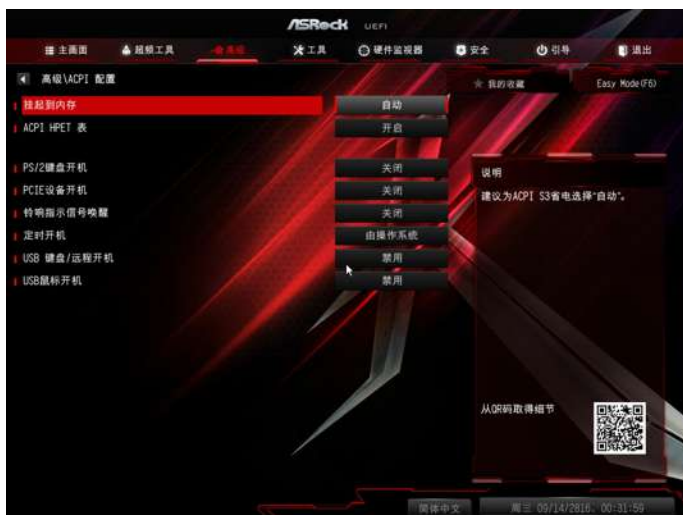 ASRock UEFI
主画面 超频工具 高级 工具 硬件监视器 安全 引导 退出
高级\ACPI 配置
我的收藏 Easy Mode(F6)
挂起到内存 自动
ACPI HPET 表 开启
PS/2键盘开机 关闭
PCIE设备开机 关闭
铃响指示信号唤醒 关闭
定时开机 由操作系统
USB 键盘/远程开机 禁用
USB鼠标开机 禁用
说明
建议为ACPI S3省电选择"自动"。
从QR码取得细节
简体中文 周三 09/14/2816. 00:31:59